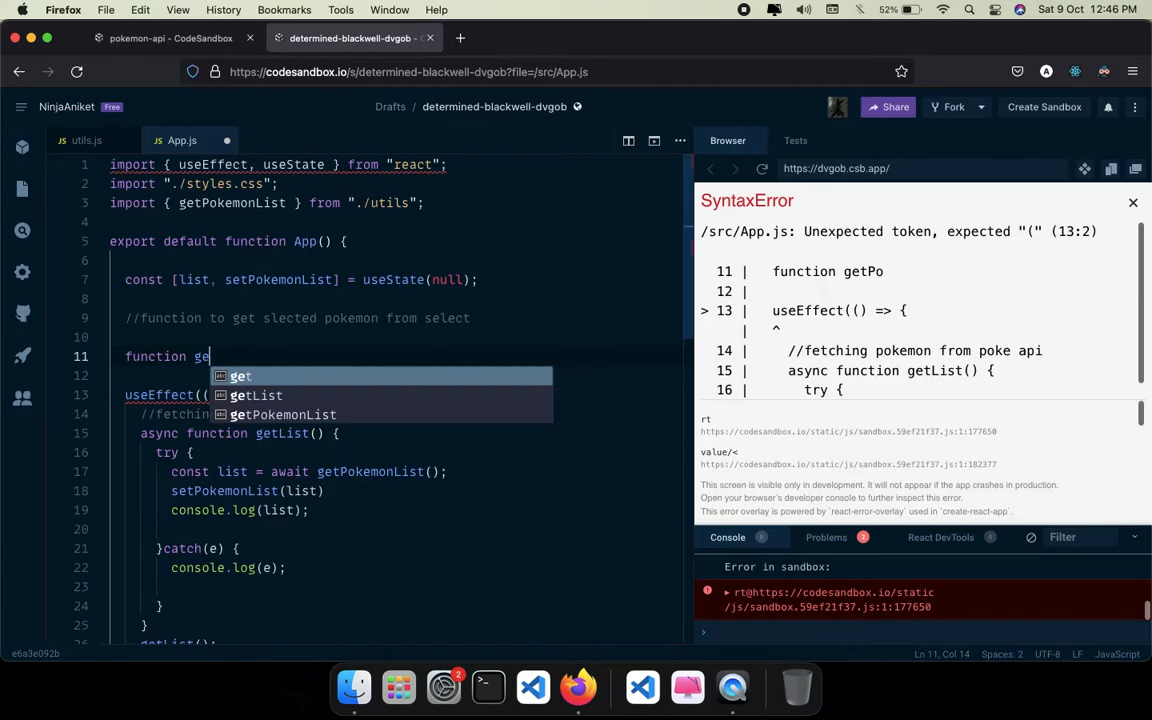 Firefox File Edit View History Bookmarks Tools Window Help 52% Sat 9 Oct 12:46 PM
pokemon-api - CodeSandbox determined-blackwell-dvgob -
https://codesandbox.io/s/determined-blackwell-dvgob?file=/src/App.js A
NinjaAniket Free Drafts / determined-blackwell-dvgob Share Fork Create Sandbox
JS utils.js JS App.js Browser Tests
https://dvgob.csb.app/
1 import { useEffect, useState } from "react";
2 import "./styles.css";
3 import { getPokemonList } from "./utils";
4
5 export default function App() {
6
7 const [list, setPokemonList] = useState(null);
8
9 //function to get slected pokemon from select
10
11 function ge
get
getList
getPokemonList
12
13 useEffect((
14 //fetching
15 async function getList() {
16 try {
17 const list = await getPokemonList();
18 setPokemonList(list)
19 console.log(list);
20
21 }catch(e) {
22 console.log(e);
23
24 }
25 }
26 getList();
SyntaxError
/src/App.js: Unexpected token, expected "(" (13:2)
11 | function getPo
12 |
> 13 | useEffect(() => {
| ^
14 | //fetching pokemon from poke api
15 | async function getList() {
16 | try {
rt
https://codesandbox.io/static/js/sandbox.59ef21f37.js:1:177650
value/<
https://codesandbox.io/static/js/sandbox.59ef21f37.js:1:182377
This screen is visible only in development. It will not appear if the app crashes in production.
Open your browser's developer console to further inspect this error.
This error overlay is powered by `react-error-overlay` used in `create-react-app`.
Console 0 Problems 2 React DevTools 0 Filter
Error in sandbox:
rt@https://codesandbox.io/static
/js/sandbox.59ef21f37.js:1:177650
e6a3e092b Ln 11, Col 14 Spaces: 2 UTF-8 LF JavaScript
2